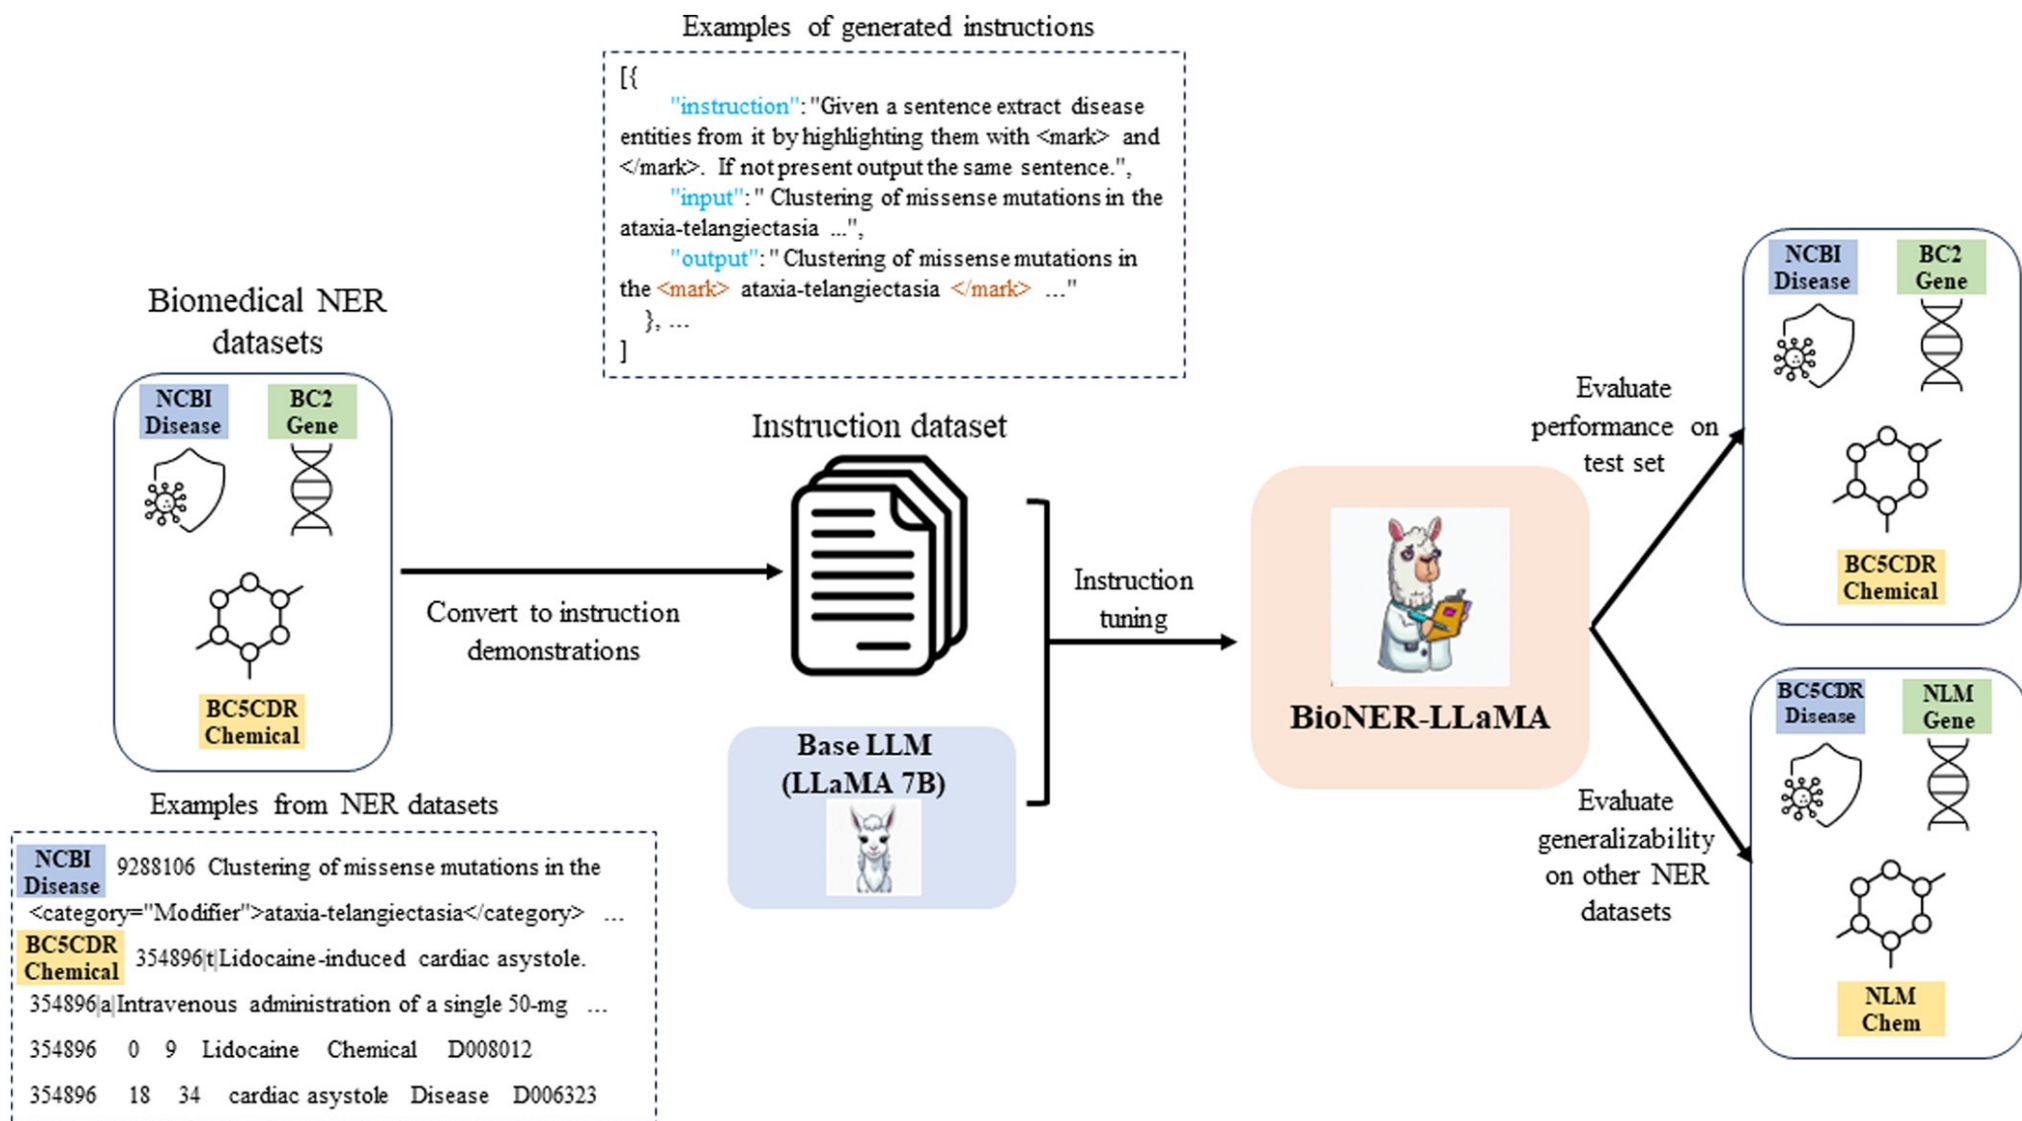 Examples of generated instructions
[{
"instruction": "Given a sentence extract disease
entities from it by highlighting them with <mark> and
</mark>. If not present output the same sentence.",
"input": " Clustering of missense mutations in the
ataxia-telangiectasia ...",
"output": " Clustering of missense mutations in
the <mark> ataxia-telangiectasia </mark> ..."
}, ...
]
Biomedical NER
datasets
NCBI
Disease
BC2
Gene
BC5CDR
Chemical
Convert to instruction
demonstrations
Instruction dataset
Base LLM
(LLaMA 7B)
Instruction
tuning
BioNER-LLaMA
Evaluate
performance on
test set
NCBI
Disease
BC2
Gene
BC5CDR
Chemical
Evaluate
generalizability
on other NER
datasets
BC5CDR
Disease
NLM
Gene
NLM
Chem
Examples from NER datasets
NCBI
Disease
9288106 Clustering of missense mutations in the
<category="Modifier">ataxia-telangiectasia</category> ...
BC5CDR
Chemical
354896|t|Lidocaine-induced cardiac asystole.
354896|a|Intravenous administration of a single 50-mg ...
354896 0 9 Lidocaine Chemical D008012
354896 18 34 cardiac asystole Disease D006323